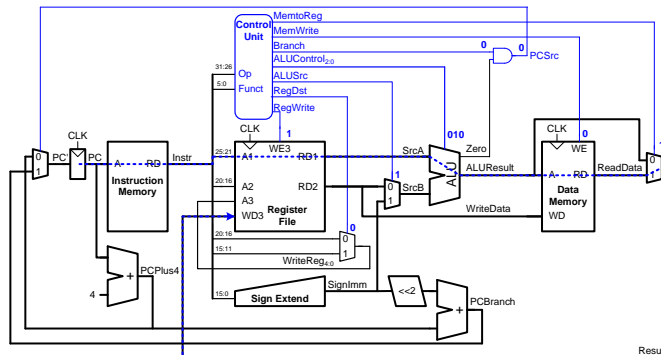 MemtoReg
Control
Unit
MemWrite
Branch
0
0
PCSrc
ALUControl2:0
31:26
Op
ALUSrc
5:0
Funct
RegDst
RegWrite
CLK
CLK
1
010
CLK
0
0
1
PC'
PC
A
RD
Instr
25:21
A1
WE3
RD1
SrcA
Zero
WE
0
1
Instruction
Memory
20:16
A2
RD2
1
0
1
SrcB
ALU
ALUResult
A
RD
ReadData
Data
Memory
A3
WD3
Register
File
WriteData
WD
0
20:16
0
15:11
1
WriteReg4:0
PCPlus4
+
4
SignImm
15:0
Sign Extend
<<2
+
PCBranch
Resu